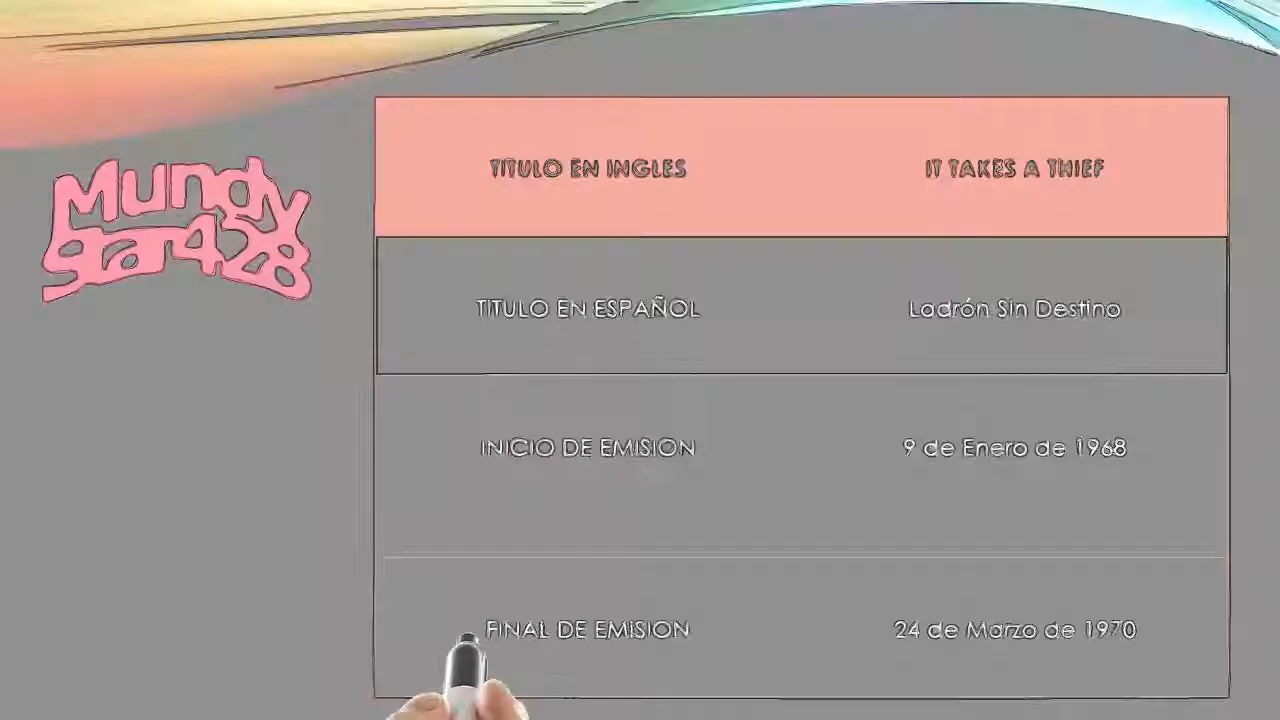 Mundy
star428
TITULO EN INGLES IT TAKES A THIEF
TITULO EN ESPAÑOL Ladrón Sin Destino
INICIO DE EMISION 9 de Enero de 1968
FINAL DE EMISION 24 de Marzo de 1970